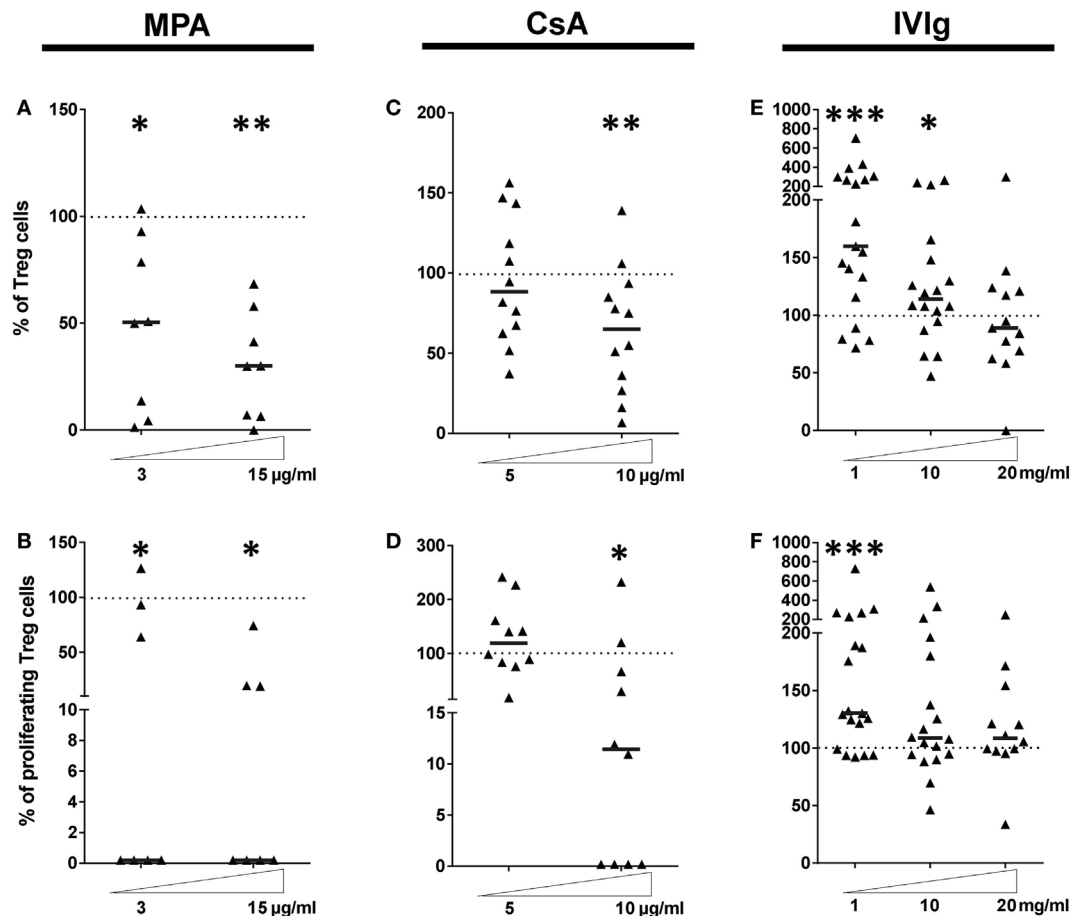 MPA CsA IVIg
A 150 * ** 100 50 0
% of Treg cells
3 15 µg/ml
C 200 ** 150 100 50 0
5 10 µg/ml
E 1000 *** * 800 600 400 200 200 150 100 50 0
1 10 20 mg/ml
B 150 * * 100 50 10 8 6 4 2 0
% of proliferating Treg cells
3 15 µg/ml
D 300 * 200 100 15 10 5 0
5 10 µg/ml
F 1000 *** 800 600 400 200 200 150 100 50 0
1 10 20 mg/ml